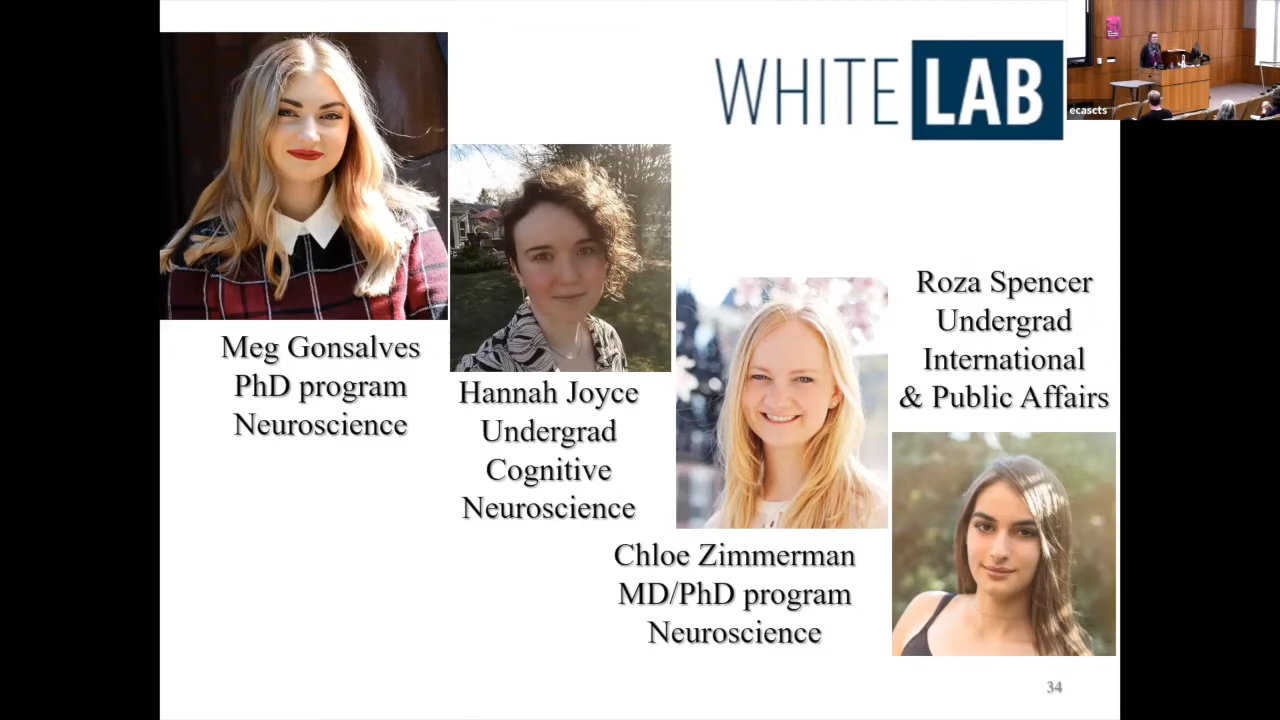 WHITE LAB
ecascts
Meg Gonsalves
PhD program
Neuroscience
Hannah Joyce
Undergrad
Cognitive
Neuroscience
Chloe Zimmerman
MD/PhD program
Neuroscience
Roza Spencer
Undergrad
International
& Public Affairs
34